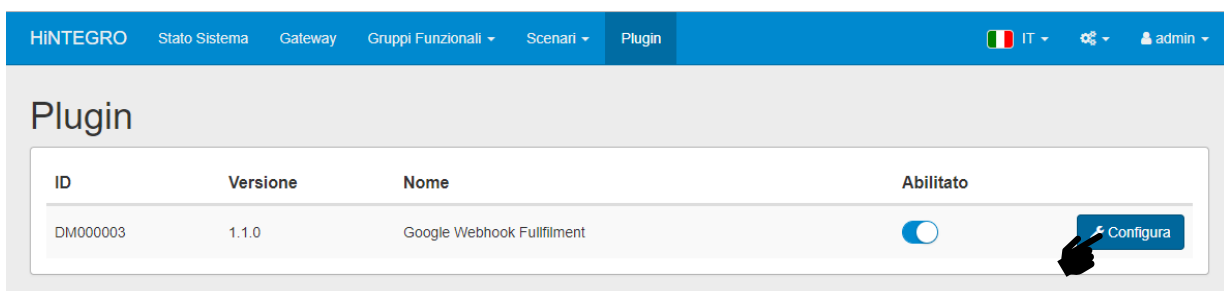 HiNTEGRO Stato Sistema Gateway Gruppi Funzionali Scenari Plugin IT admin
Plugin
ID Versione Nome Abilitato
DM000003 1.1.0 Google Webhook Fullfilment Configura